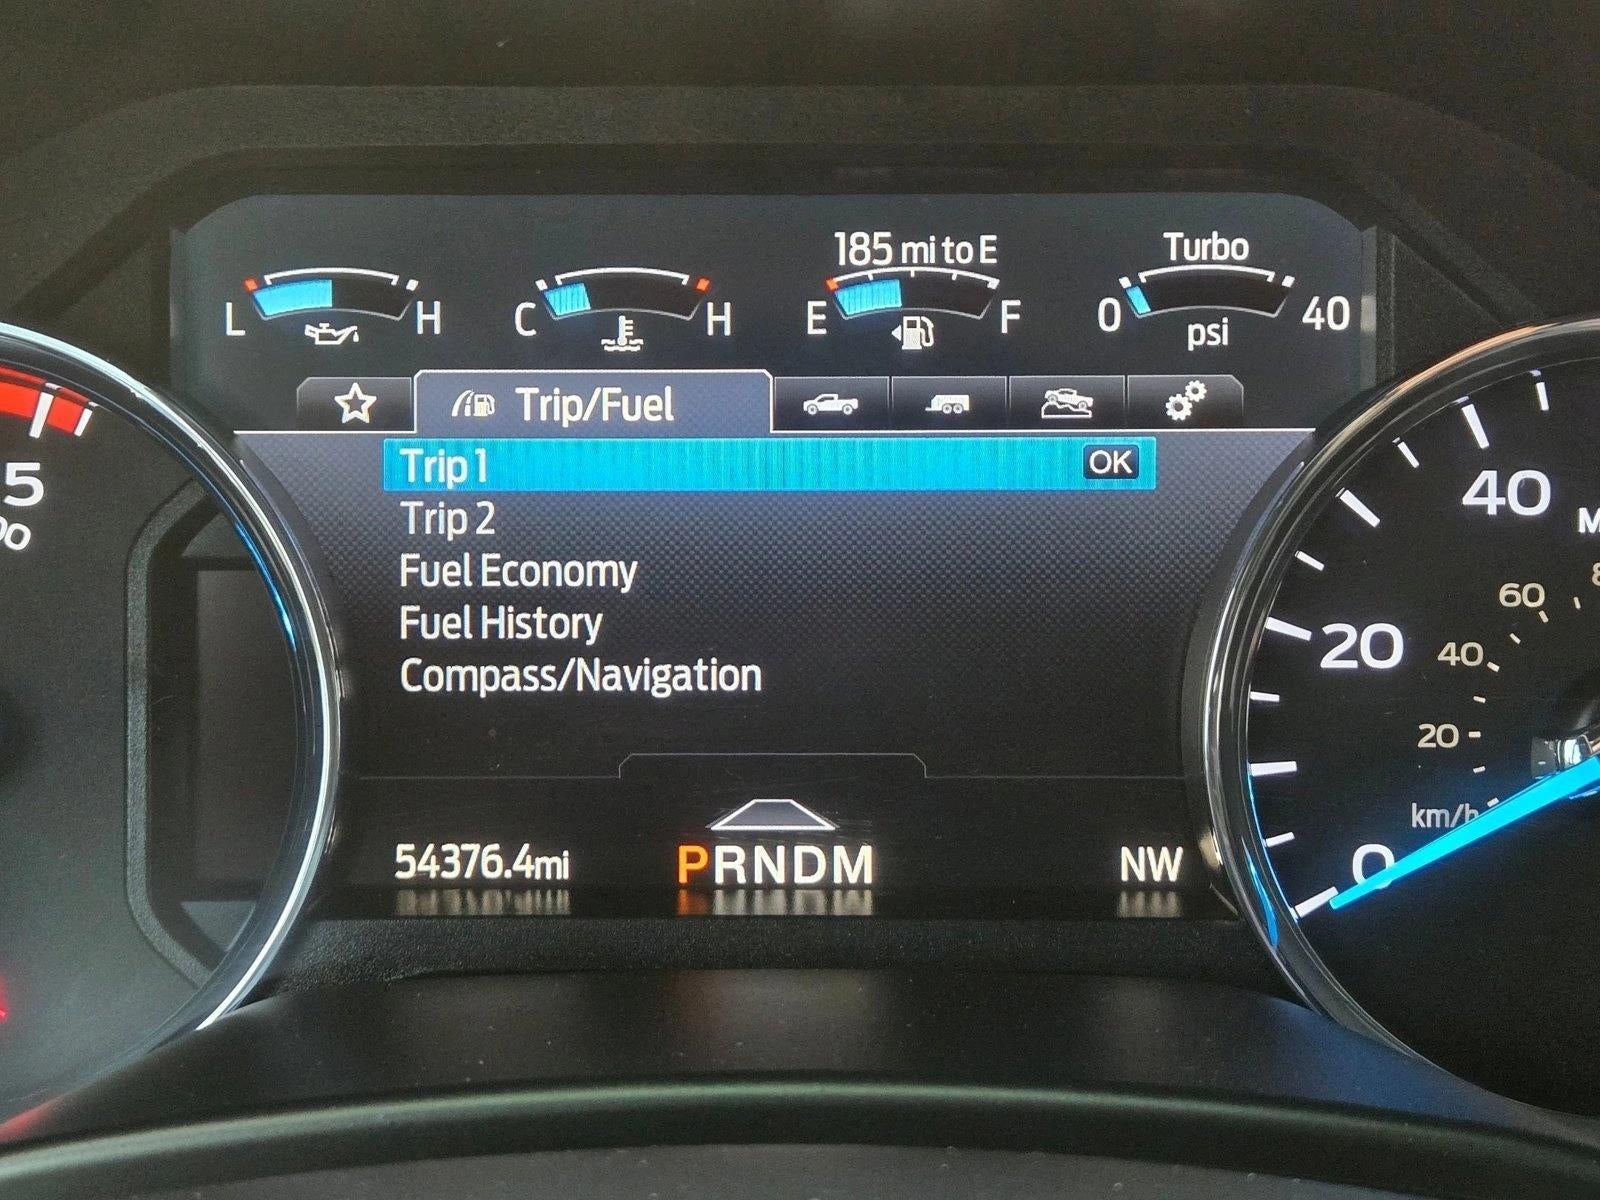 185 mi to E
Turbo
L H
C H
E F
0 40
psi
Trip/Fuel
Trip 1 OK
Trip 2
Fuel Economy
Fuel History
Compass/Navigation
54376.4mi
PRNDM
NW
5
40
20
0
60
40
20
km/h